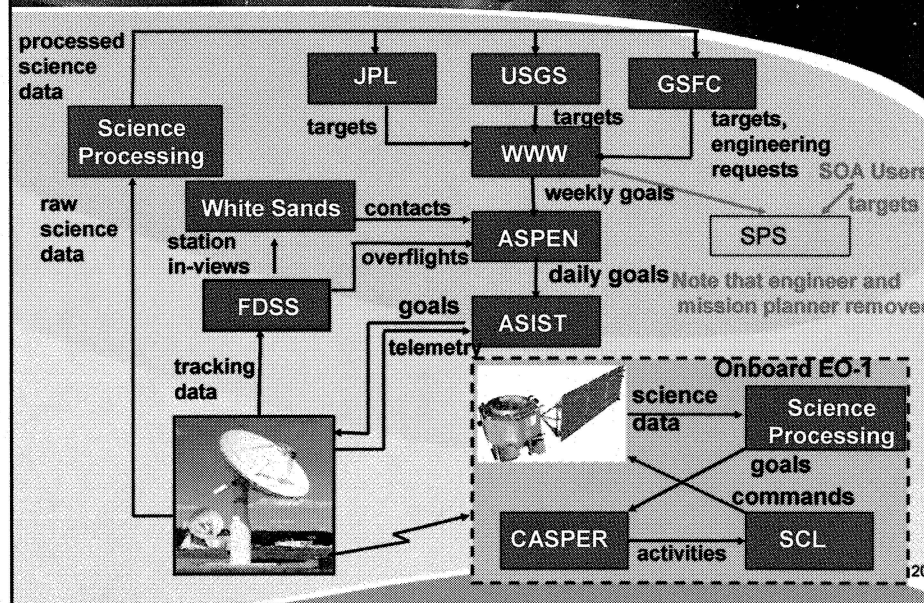 processed
science
data
JPL
USGS
GSFC
Science
Processing
targets
targets
targets,
engineering
requests
WWW
SOA Users
targets
raw
science
data
White Sands
contacts
weekly goals
SPS
station
in-views
overflights
ASPEN
daily goals
Note that engineer and
mission planner removed
FDSS
goals
telemetry
ASIST
tracking
data
Onboard EO-1
science
data
Science
Processing
goals
commands
CASPER
activities
SCL
20